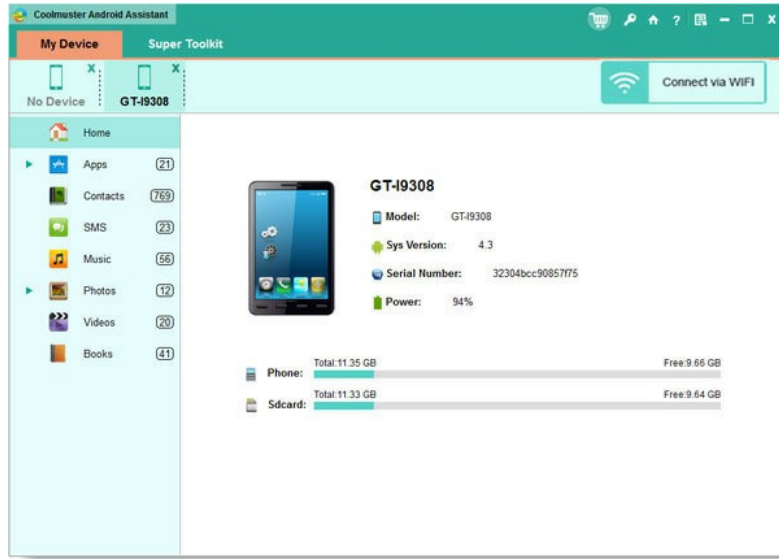 Coolmuster Android Assistant
?
X
My Device
Super Toolkit
X
X
No Device
GT-I9308
Connect via WIFI
Home
Apps 21
Contacts 769
SMS 23
Music 56
Photos 12
Videos 20
Books 41
GT-I9308
Model: GT-I9308
Sys Version: 4.3
Serial Number: 32304bcc90857f75
Power: 94%
Total:11.35 GB Free:9.66 GB
Phone:
Total:11.33 GB Free:9.64 GB
Sdcard: